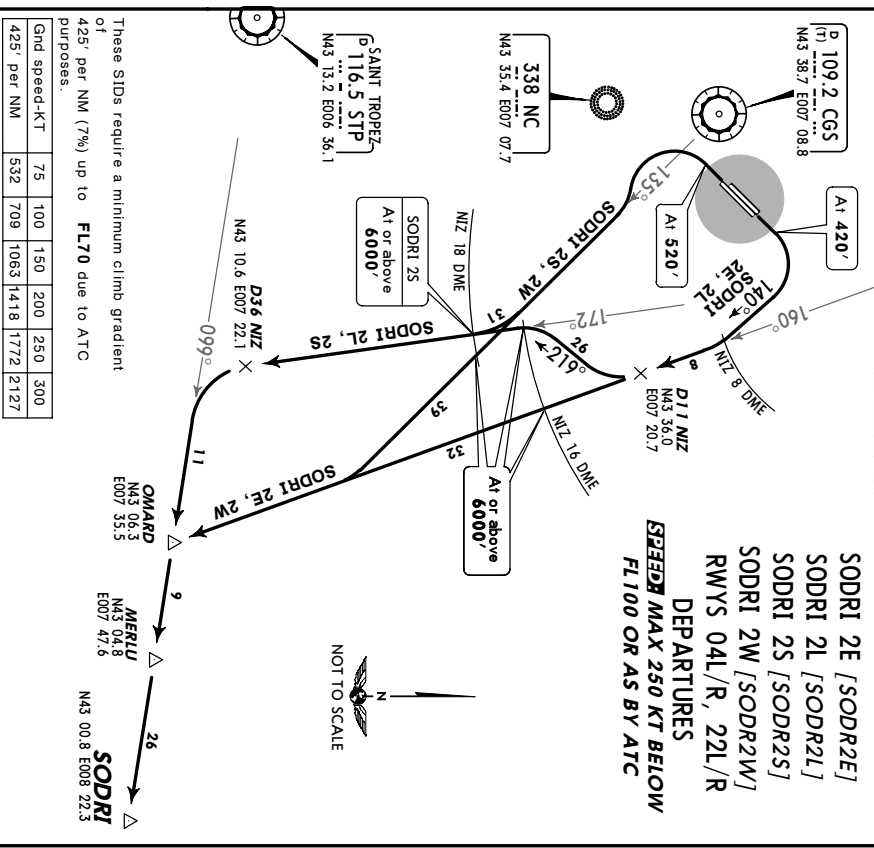 SODRI 2E [SODR2E]
SODRI 2L [SODR2L]
SODRI 2S [SODR2S]
SODRI 2W [SODR2W]
RWYS 04L/R, 22L/R
DEPARTURES
SPEED: MAX 250 KT BELOW
FL100 OR AS BY ATC
D
(T)
109.2 CGS
N43 38.7 E007 08.8
338 NC
N43 35.4 E007 07.7
SAINT TROPEZ
D
116.5 STP
N43 13.2 E006 36.1
At 420'
At 520'
SODRI
2E, 2L
140°
160°
NIZ 8 DME
8
D11 NIZ
N43 36.0
E007 20.7
135°
SODRI 2S, 2W
172°
219°
26
31
NIZ 16 DME
NIZ 18 DME
SODRI 2S
At or above
6000'
At or above
6000'
39
32
SODRI 2L, 2S
SODRI 2E, 2W
D36 NIZ
N43 10.6 E007 22.1
099°
11
OMARD
N43 06.3
E007 35.5
9
MERLU
N43 04.8
E007 47.6
26
SODRI
N43 00.8 E008 22.3
N
NOT TO SCALE
These SIDs require a minimum climb gradient
of
425' per NM (7%) up to FL70 due to ATC
purposes.
Gnd speed-KT 75 100 150 200 250 300
425' per NM 532 709 1063 1418 1772 2127